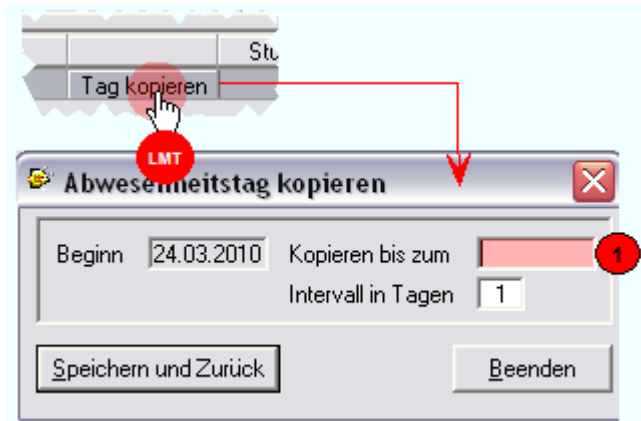 Stu
Tag kopieren
LMT
Abwesenheitstag kopieren
Beginn 24.03.2010 Kopieren bis zum 1
Intervall in Tagen 1
Speichern und Zurück Beenden